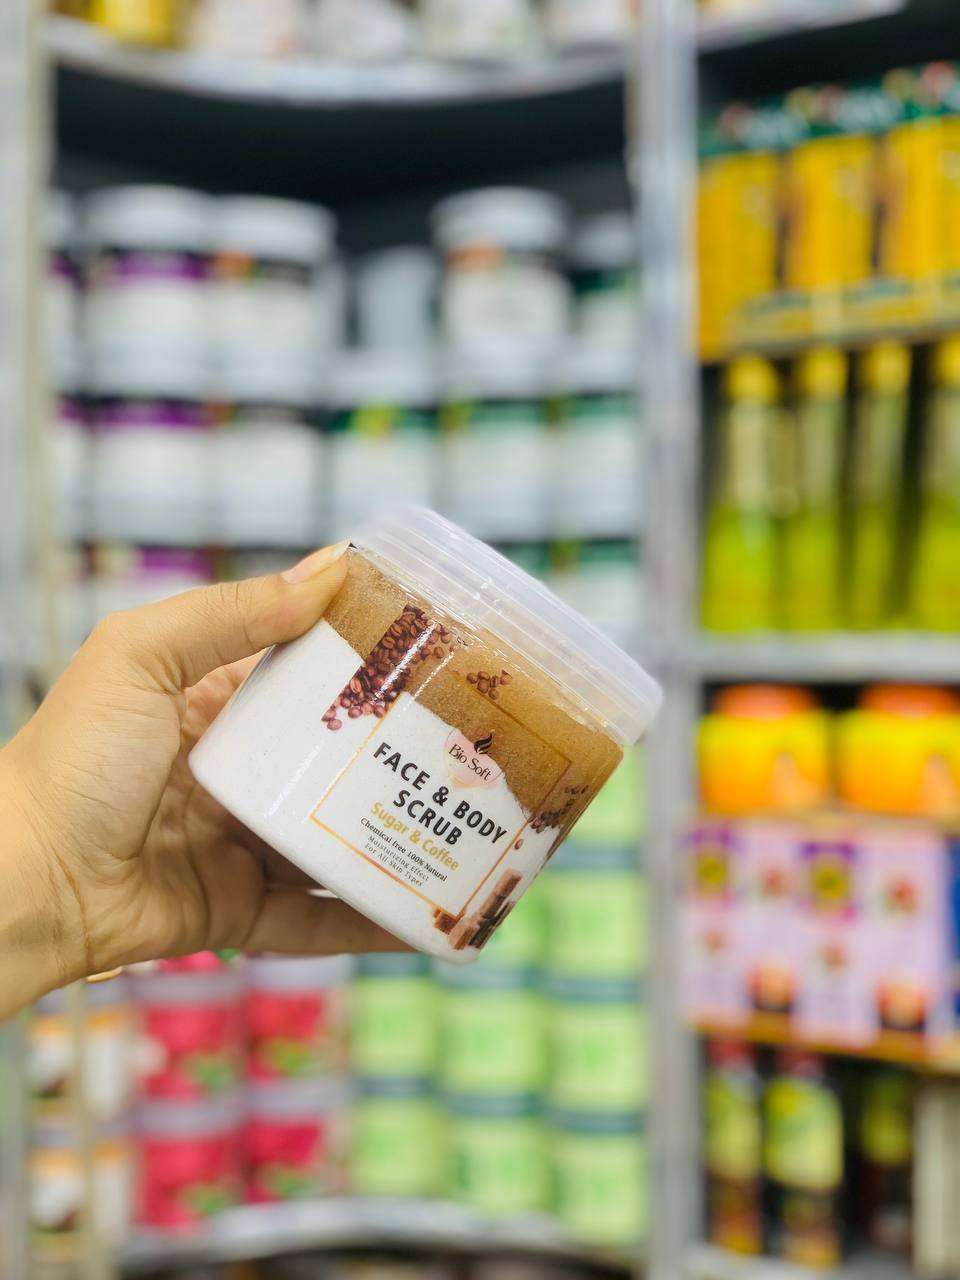 Bio Soft
FACE & BODY
SCRUB
Sugar & Coffee
Chemical free 100% Natural
Moisturizing Effect
For All Skin Types